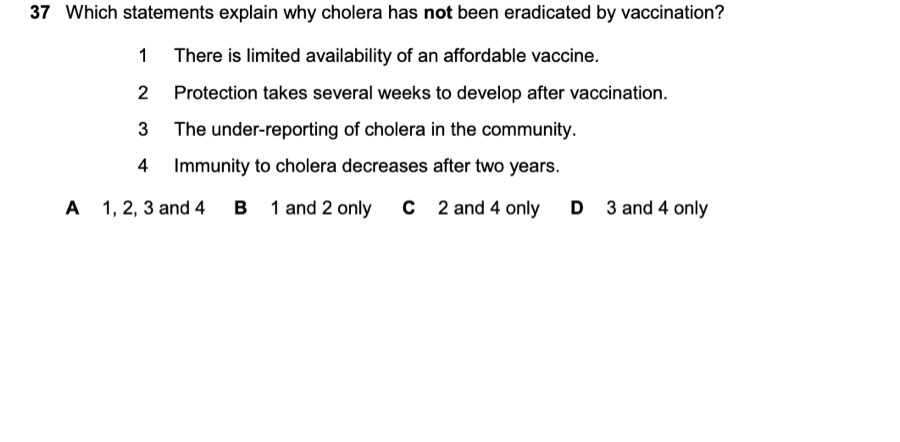 37 Which statements explain why cholera has not been eradicated by vaccination?
1 There is limited availability of an affordable vaccine.
2 Protection takes several weeks to develop after vaccination.
3 The under-reporting of cholera in the community.
4 Immunity to cholera decreases after two years.
A 1, 2, 3 and 4 B 1 and 2 only C 2 and 4 only D 3 and 4 only